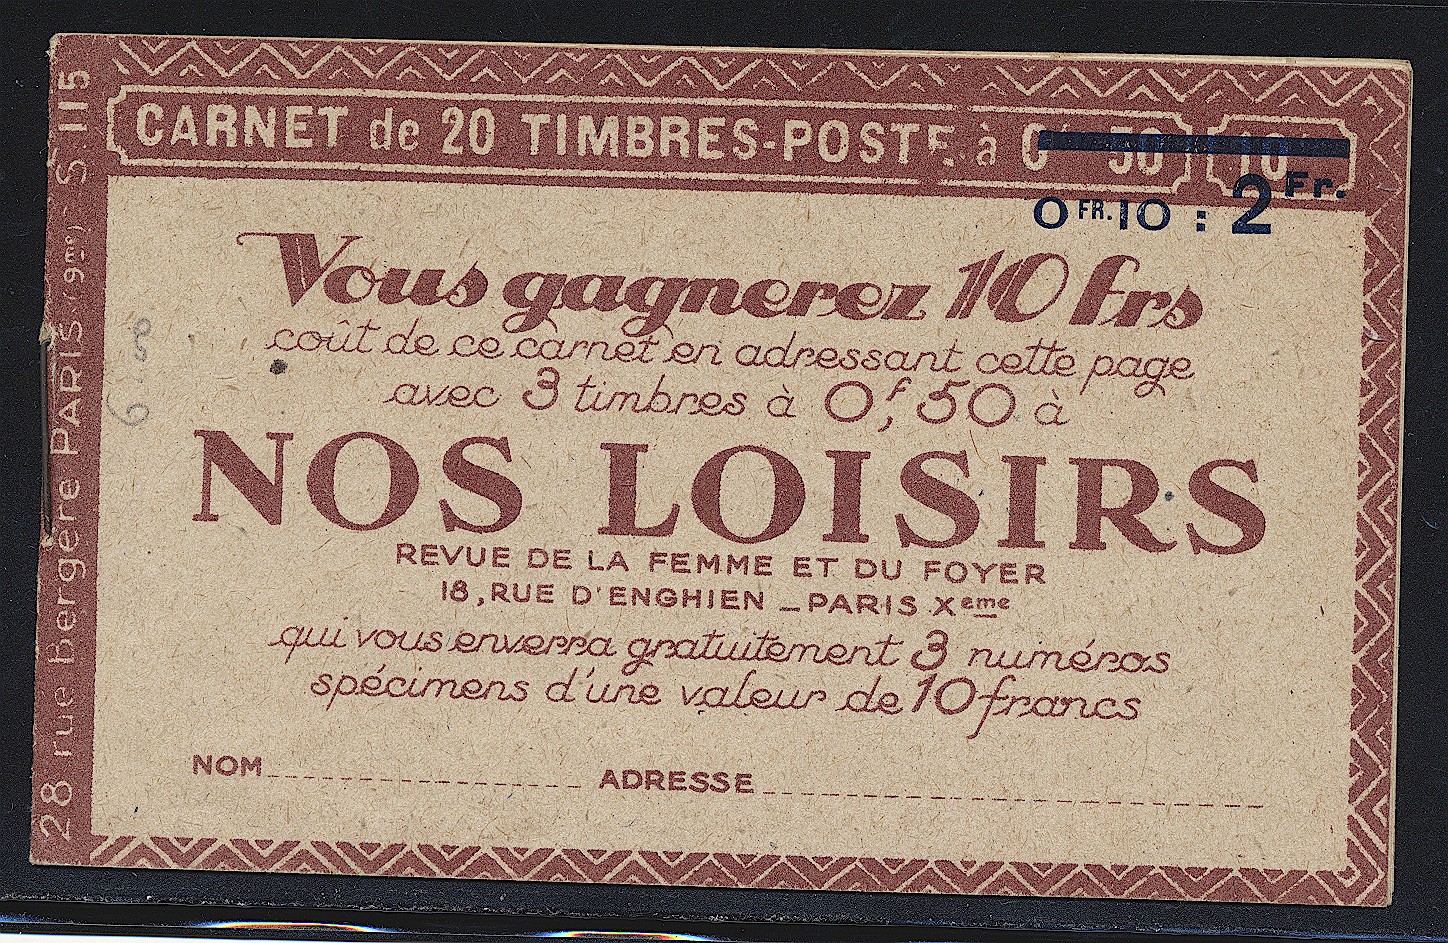 CARNET de 20 TIMBRES-POSTE à 0 50 10
0 FR. 10 : 2 Fr.
Vous gagnerez 10 frs
coût de ce carnet en adressant cette page
avec 3 timbres à 0,f 50 à
NOS LOISIRS
REVUE DE LA FEMME ET DU FOYER
18, RUE D'ENGHIEN _ PARIS Xeme
qui vous enverra gratuitement 3 numéros
spécimens d'une valeur de 10 francs
NOM ADRESSE
28 rue bergère PARIS (9me) S. 115